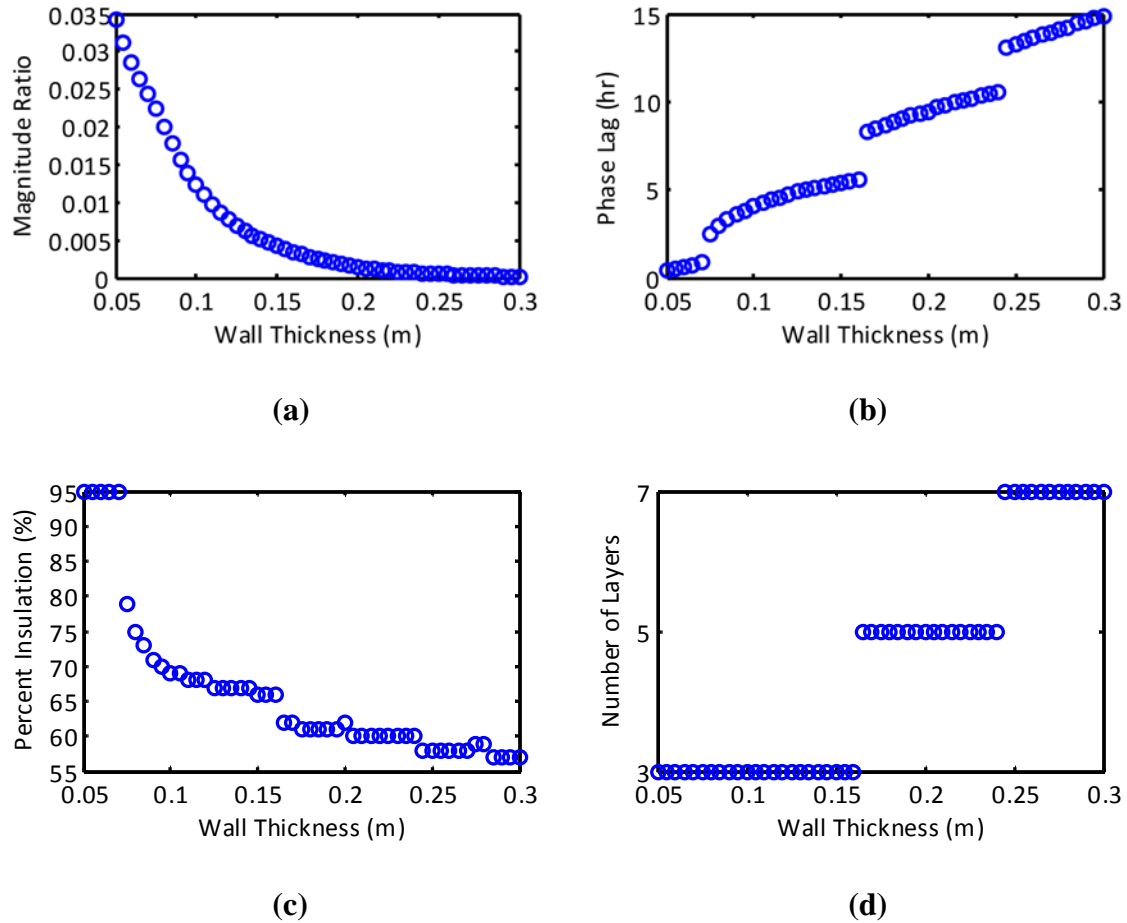 0.035
0.03
0.025
0.02
0.015
0.01
0.005
0
Magnitude Ratio
0.05 0.1 0.15 0.2 0.25 0.3
Wall Thickness (m)
(a)
15
10
5
0
Phase Lag (hr)
0.05 0.1 0.15 0.2 0.25 0.3
Wall Thickness (m)
(b)
95
90
85
80
75
70
65
60
55
Percent Insulation (%)
0.05 0.1 0.15 0.2 0.25 0.3
Wall Thickness (m)
(c)
7
5
3
Number of Layers
0.05 0.1 0.15 0.2 0.25 0.3
Wall Thickness (m)
(d)